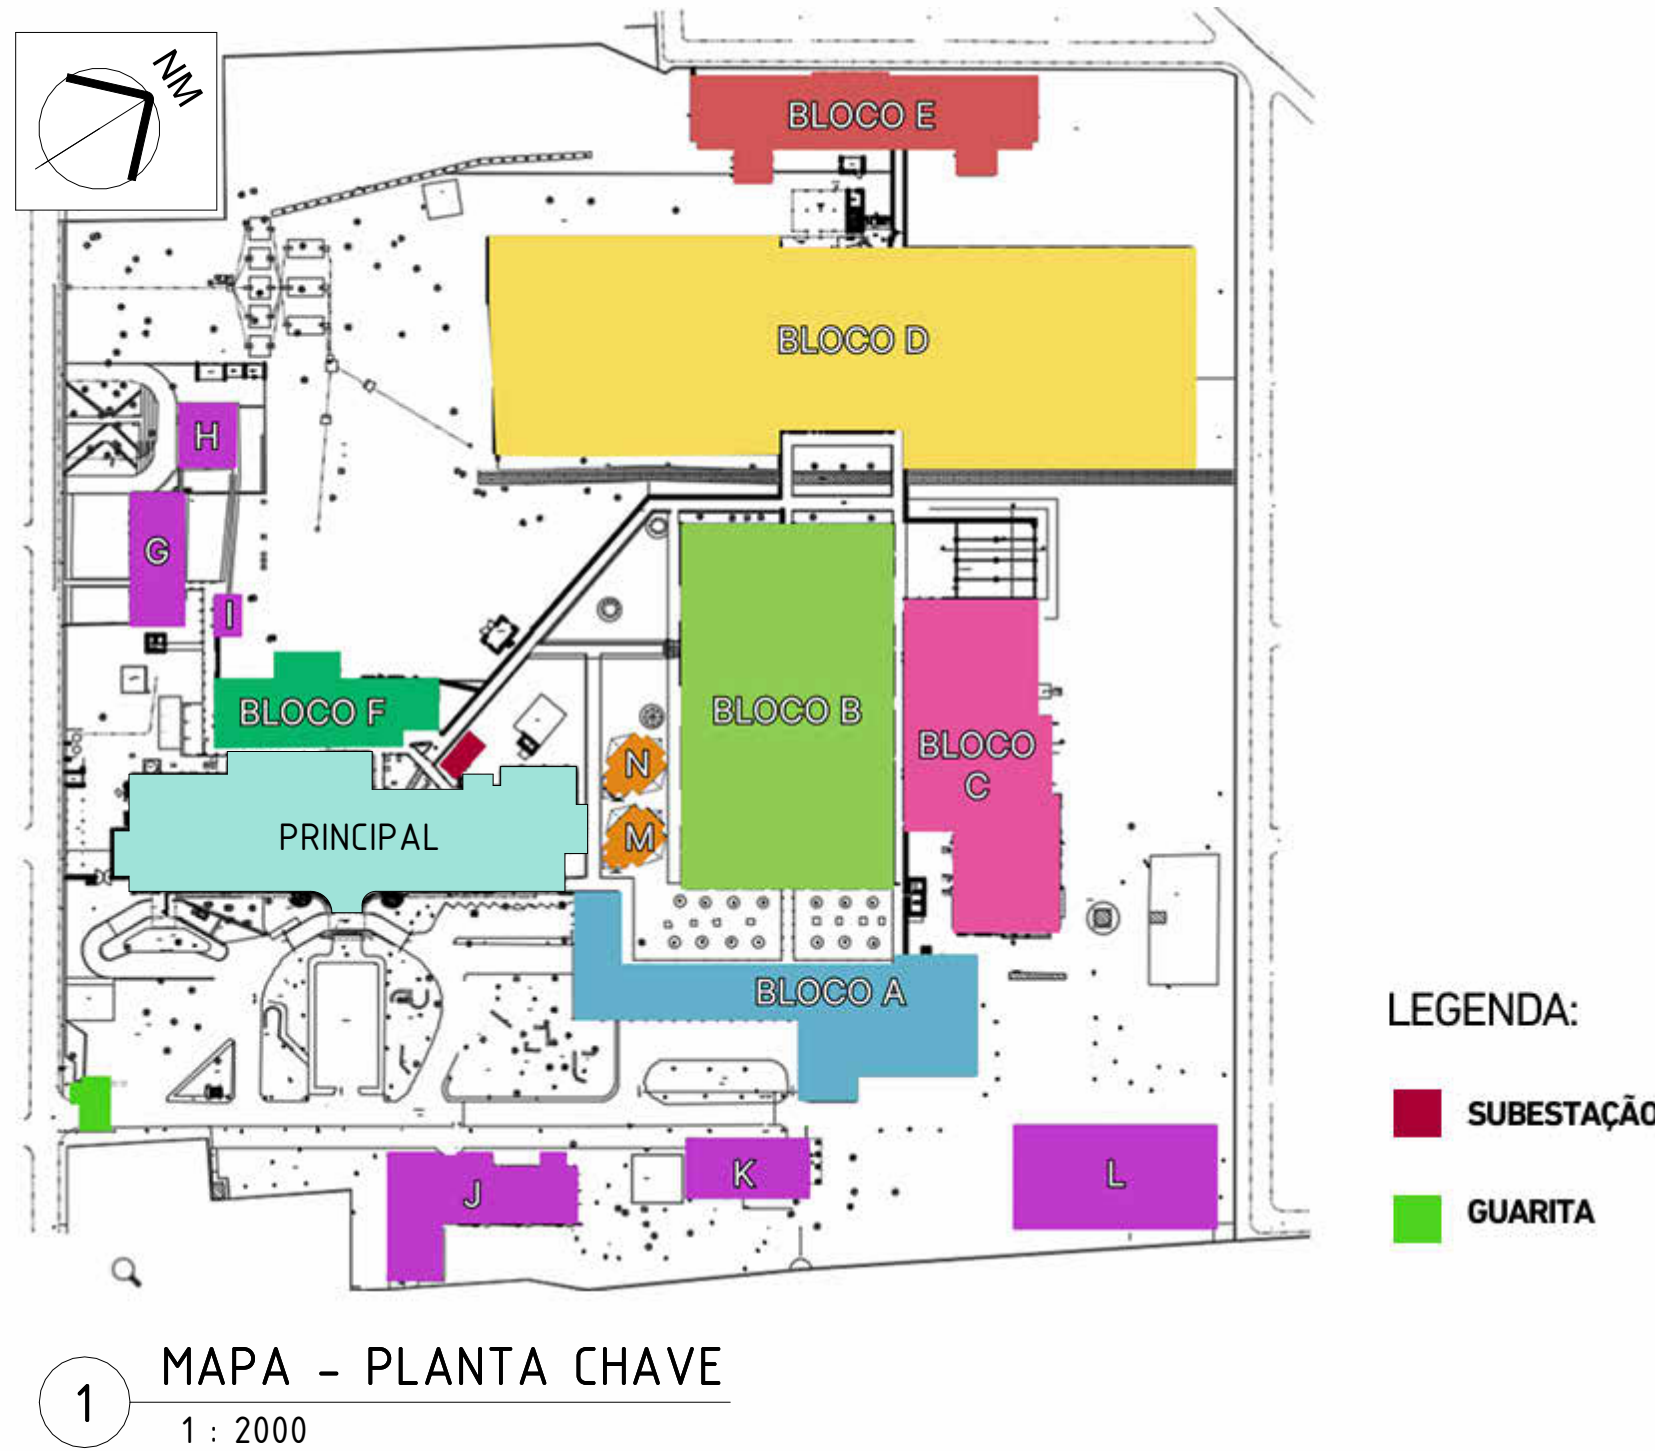 NM
BLOCO E
BLOCO D
H
G
I
BLOCO F
BLOCO B
BLOCO
C
N
M
PRINCIPAL
BLOCO A
J
K
L
LEGENDA:
SUBESTAÇÃO
GUARITA
1
MAPA - PLANTA CHAVE
1 : 2000